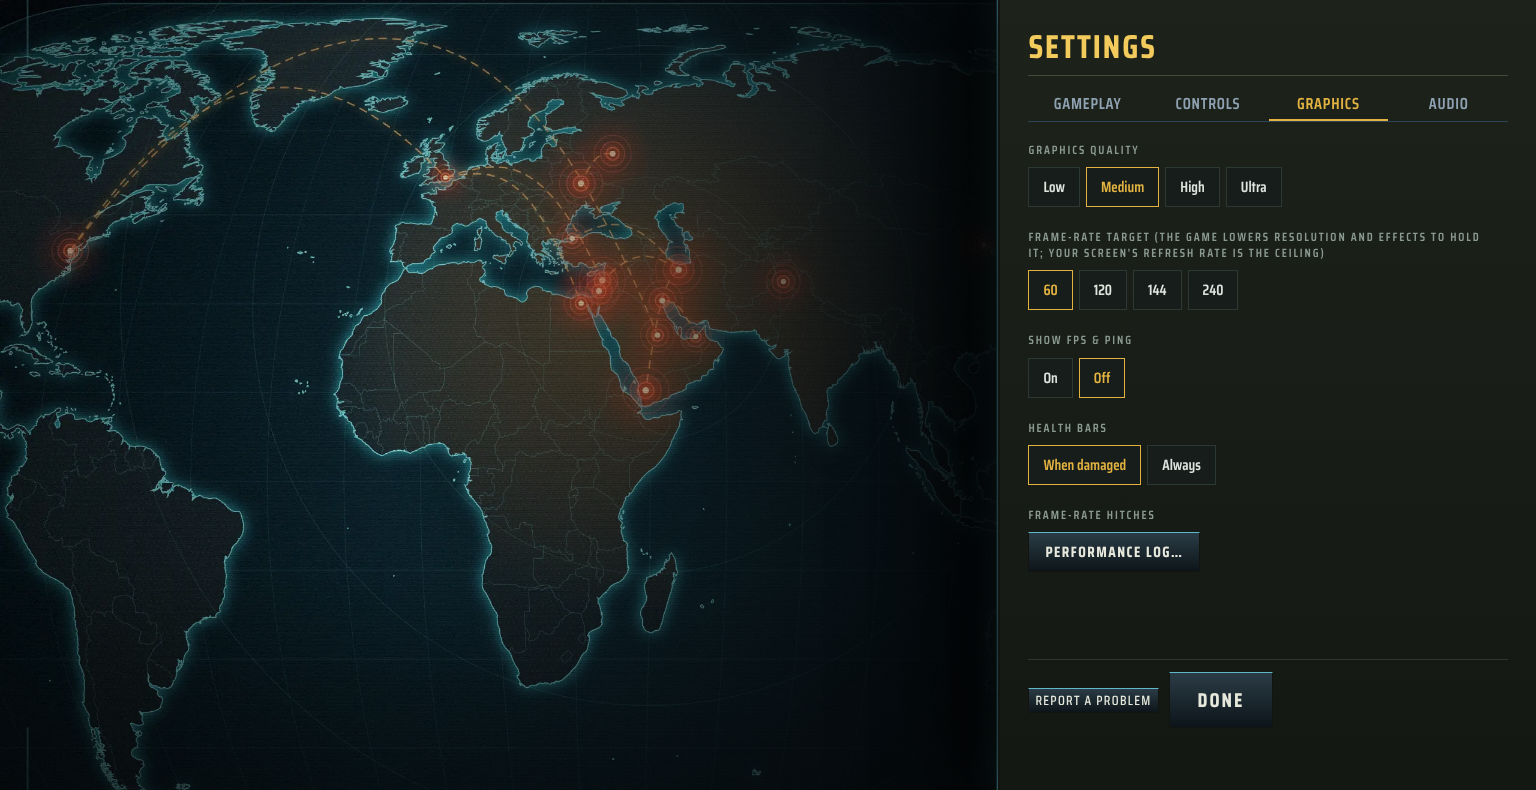 SETTINGS
GAMEPLAY CONTROLS GRAPHICS AUDIO
GRAPHICS QUALITY
Low Medium High Ultra
FRAME-RATE TARGET (THE GAME LOWERS RESOLUTION AND EFFECTS TO HOLD
IT; YOUR SCREEN'S REFRESH RATE IS THE CEILING)
60 120 144 240
SHOW FPS & PING
On Off
HEALTH BARS
When damaged Always
FRAME-RATE HITCHES
PERFORMANCE LOG...
REPORT A PROBLEM DONE